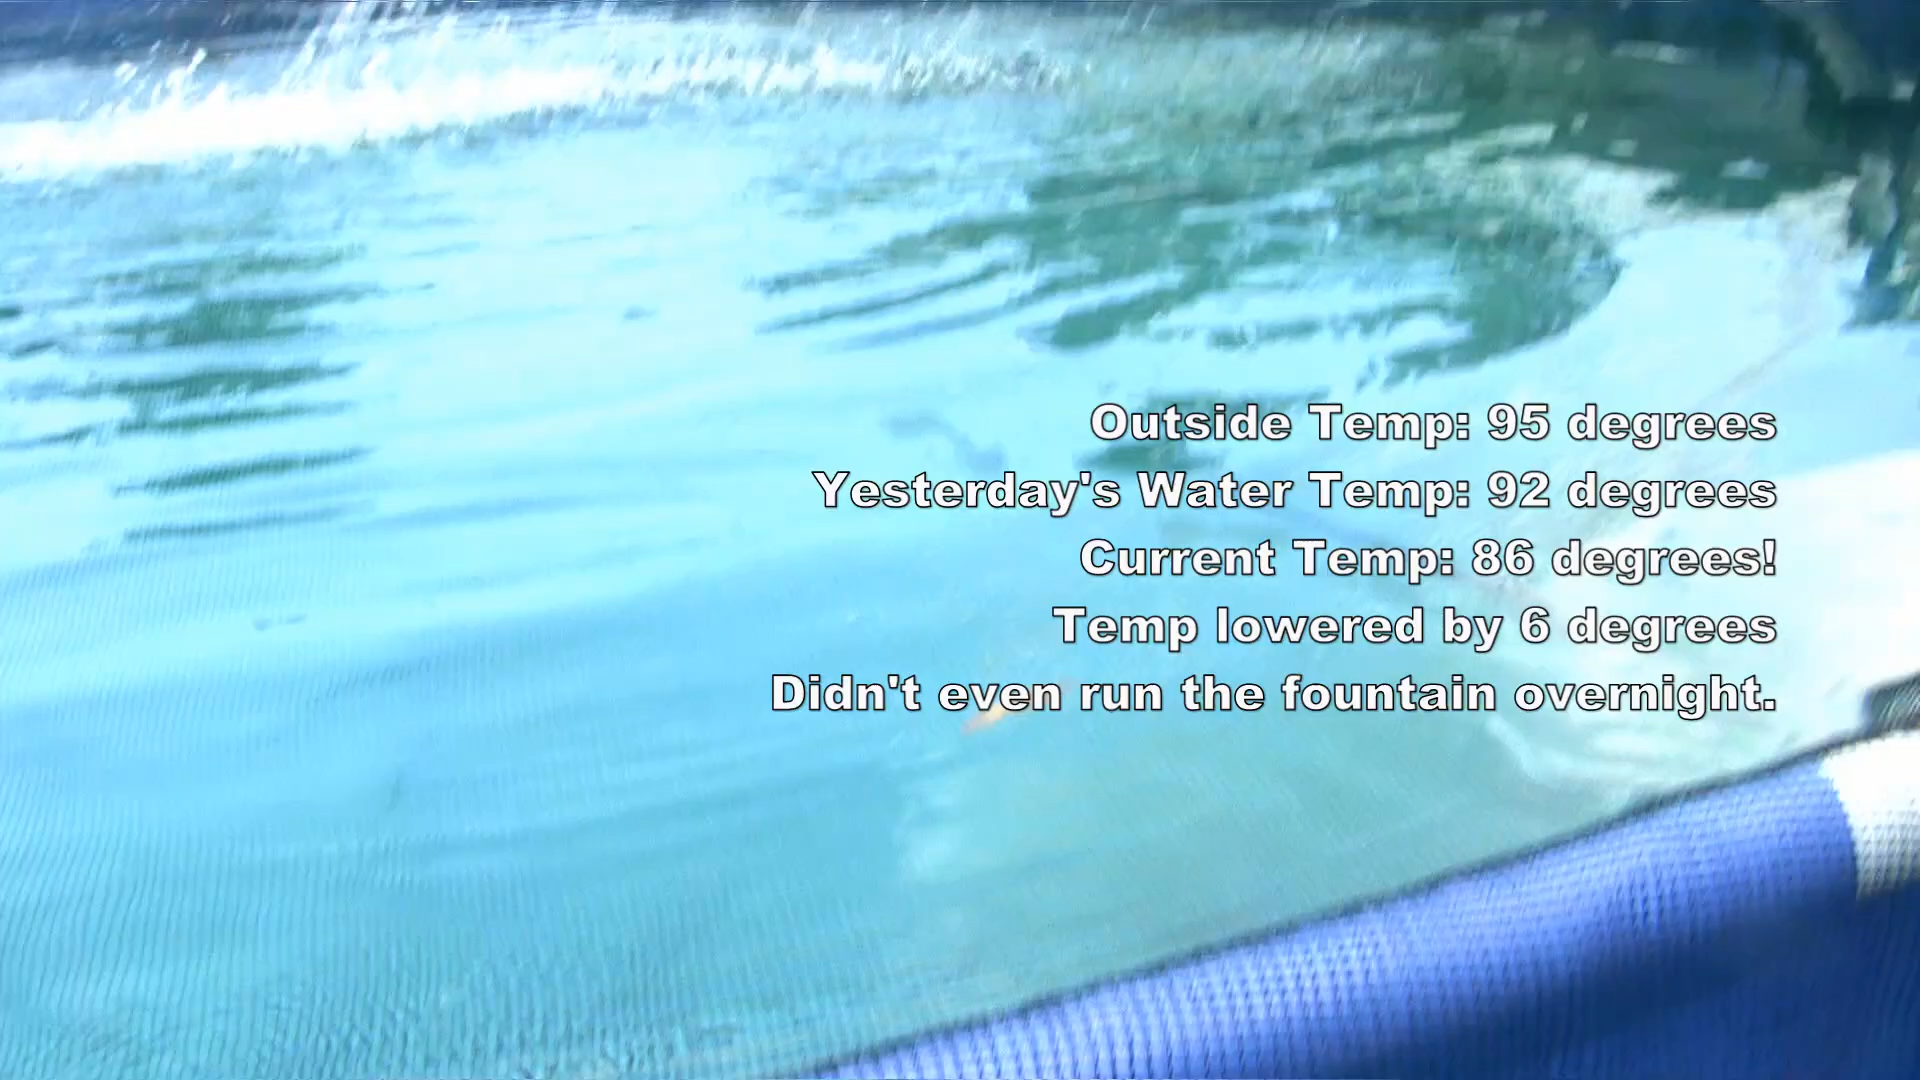 Outside Temp: 95 degrees
Yesterday's Water Temp: 92 degrees
Current Temp: 86 degrees!
Temp lowered by 6 degrees
Didn't even run the fountain overnight.